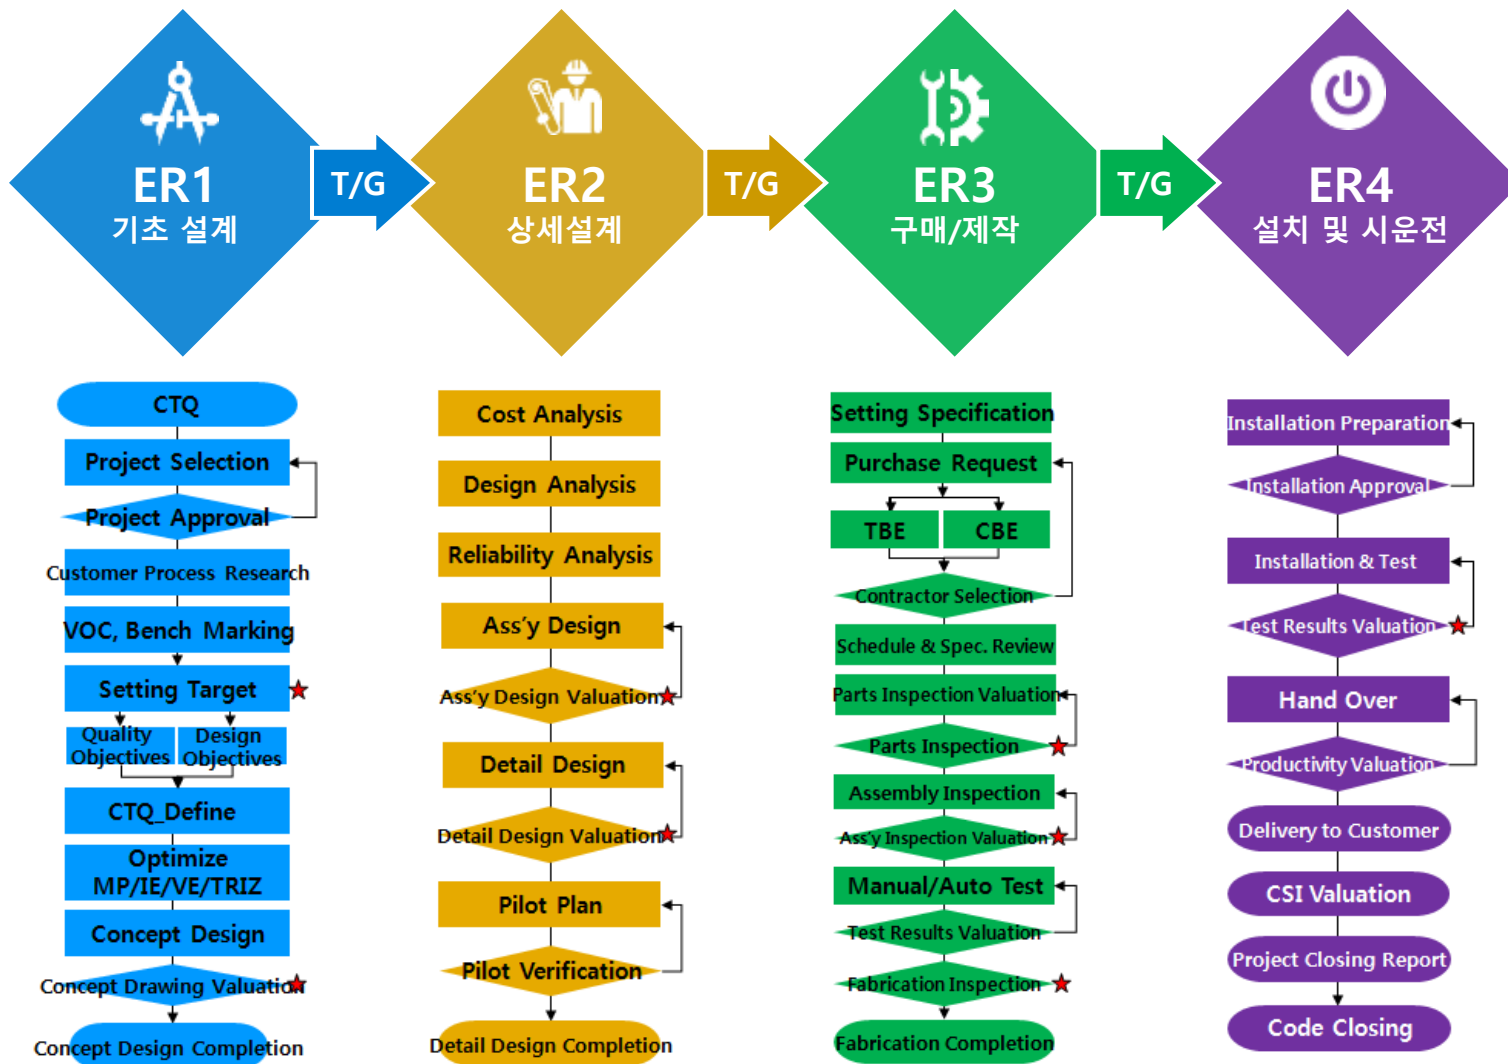 ER1
기초 설계
T/G
ER2
상세설계
T/G
ER3
구매/제작
T/G
ER4
설치 및 시운전
CTQ
Project Selection
Project Approval
Customer Process Research
VOC, Bench Marking
Setting Target
Quality
Objectives
Design
Objectives
CTQ_Define
Optimize
MP/IE/VE/TRIZ
Concept Design
Concept Drawing Valuation
Concept Design Completion
Cost Analysis
Design Analysis
Reliability Analysis
Ass'y Design
Ass'y Design Valuation
Detail Design
Detail Design Valuation
Pilot Plan
Pilot Verification
Detail Design Completion
Setting Specification
Purchase Request
TBE
CBE
Contractor Selection
Schedule & Spec. Review
Parts Inspection Valuation
Parts Inspection
Assembly Inspection
Ass'y Inspection Valuation
Manual/Auto Test
Test Results Valuation
Fabrication Inspection
Fabrication Completion
Installation Preparation
Installation Approval
Installation & Test
Test Results Valuation
Hand Over
Productivity Valuation
Delivery to Customer
CSI Valuation
Project Closing Report
Code Closing